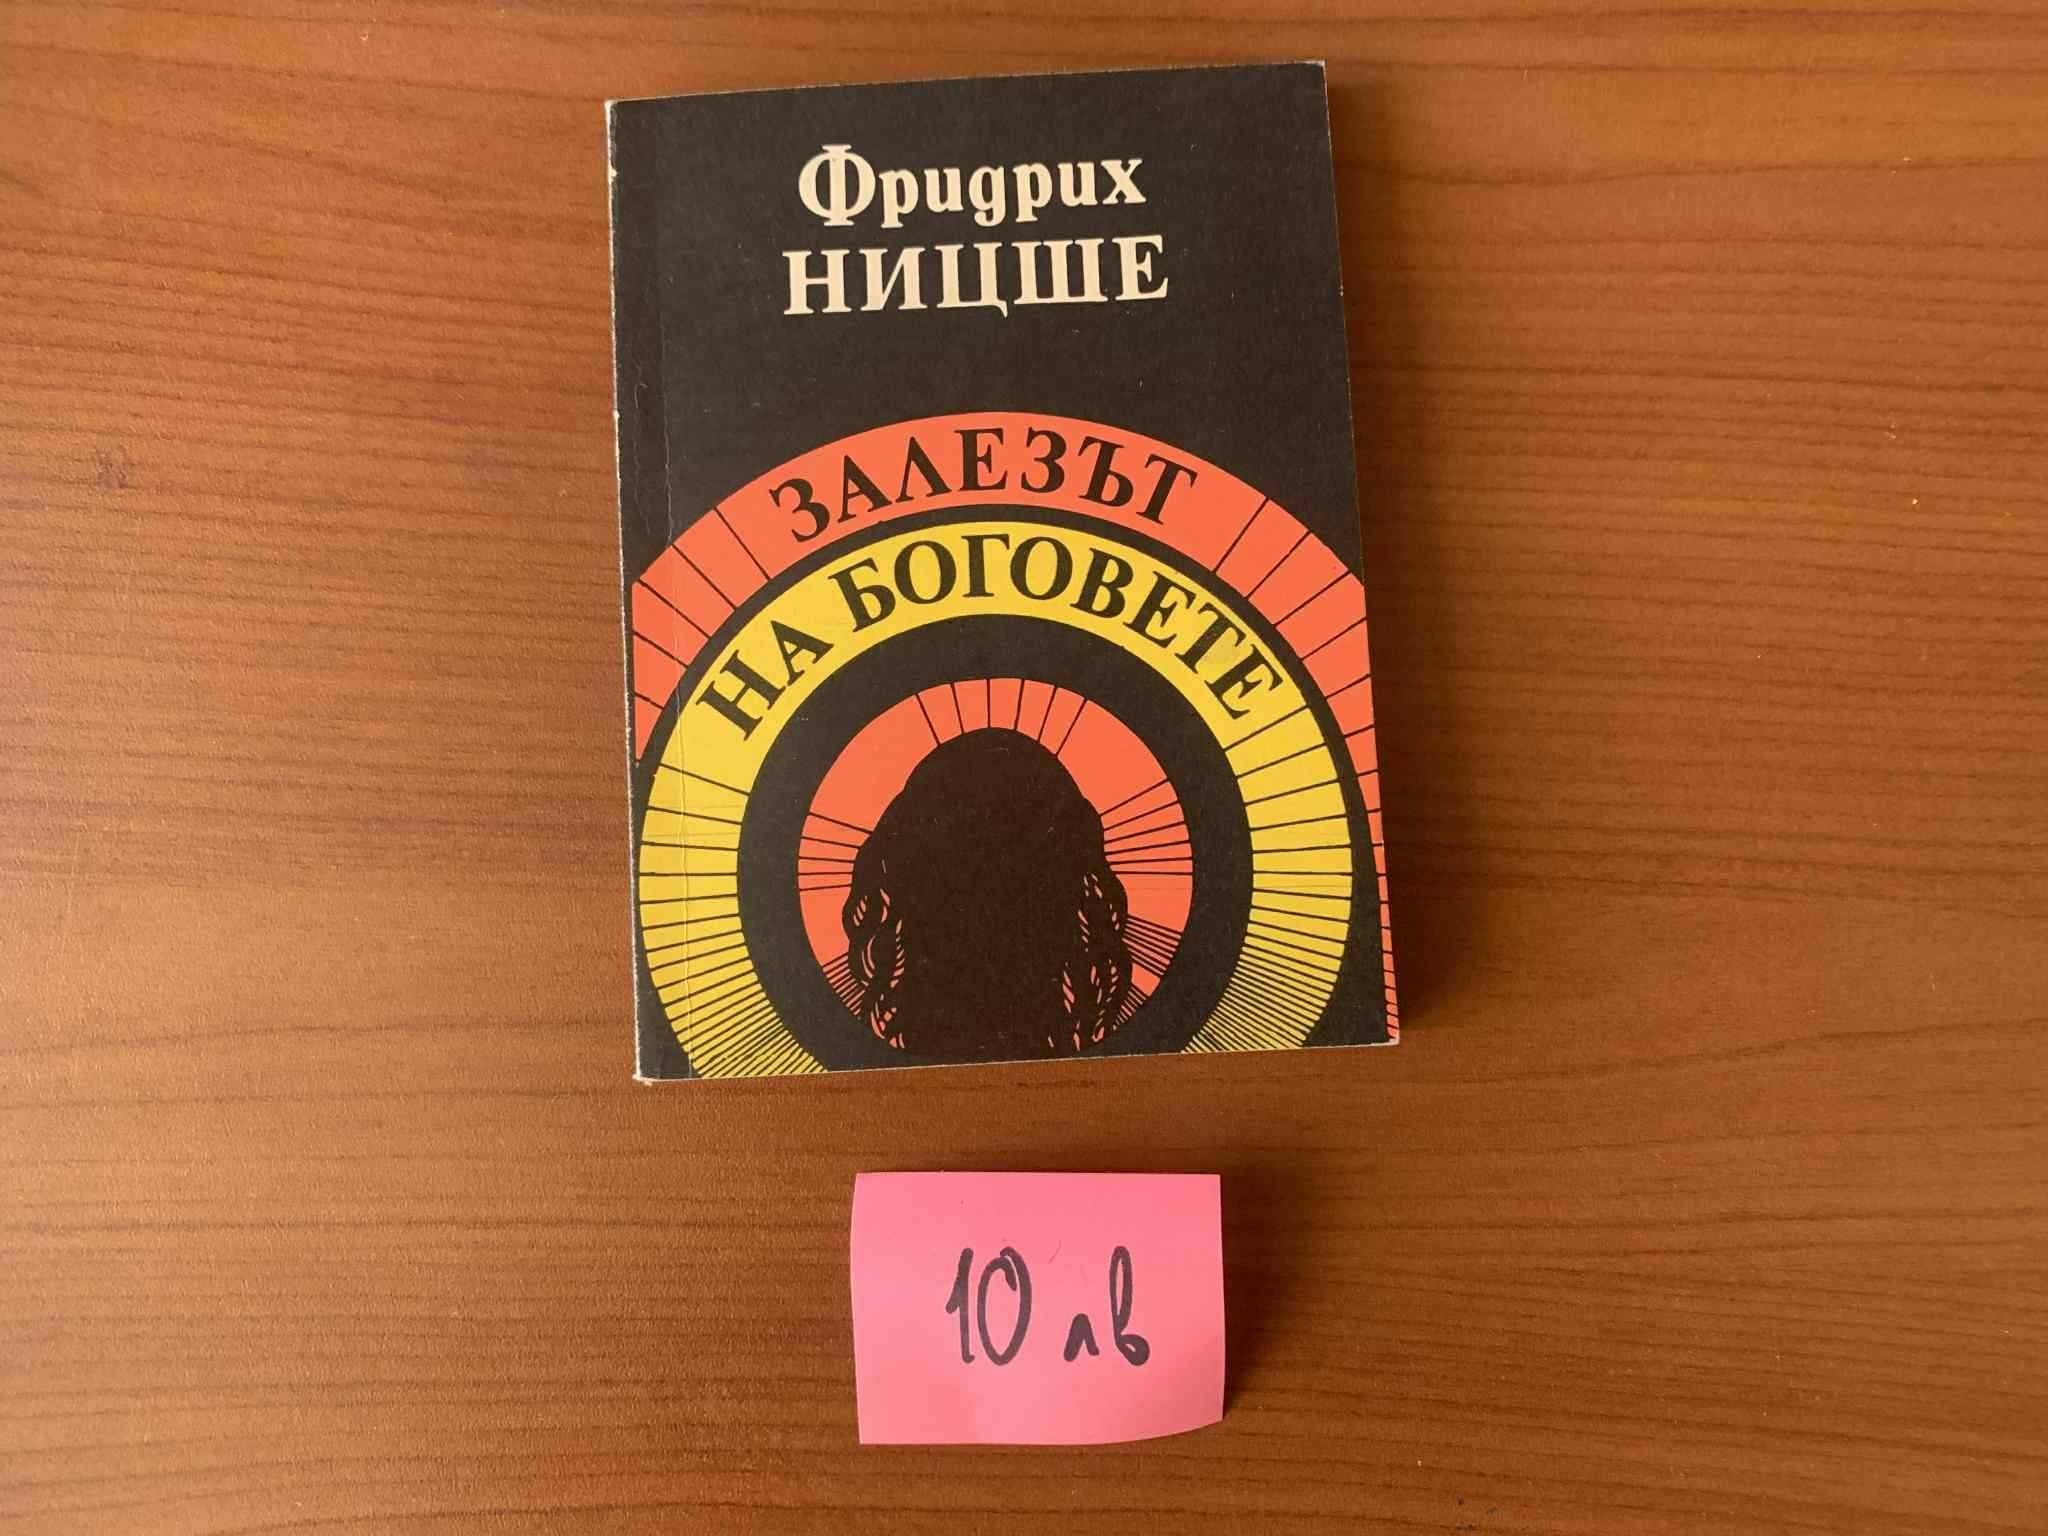 Фридрих
НИЦШЕ
ЗАЛЕЗЪТ
НА БОГОВЕТЕ
10 лв